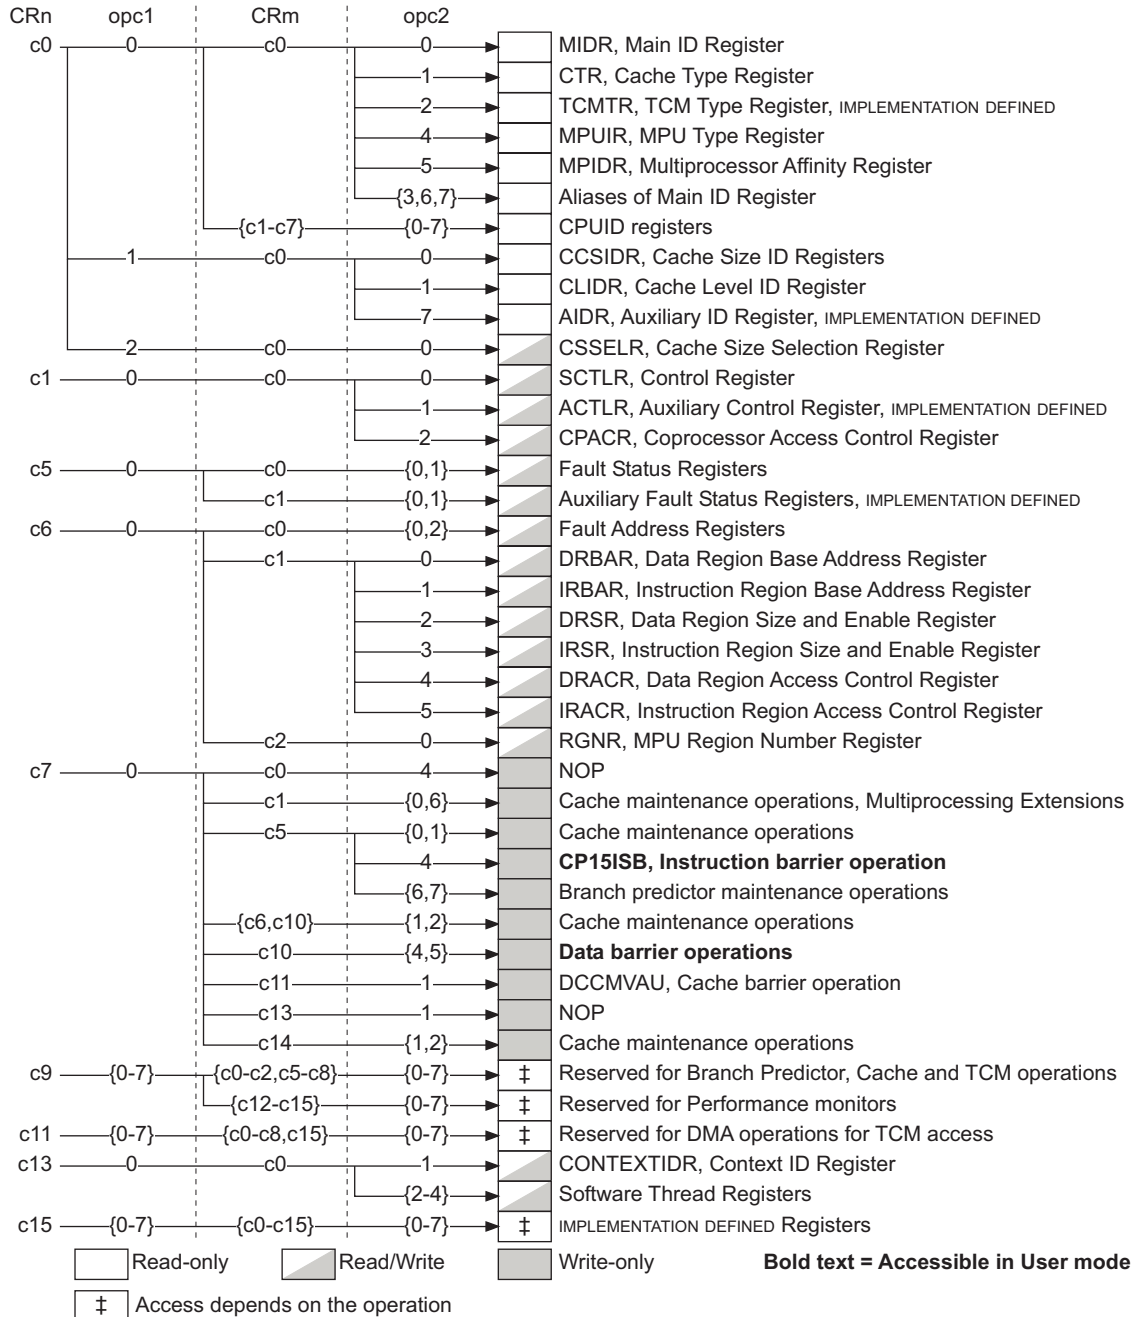 CRn opc1 CRm opc2
c0 0 c0 0 MIDR, Main ID Register
1 CTR, Cache Type Register
2 TCMTR, TCM Type Register, IMPLEMENTATION DEFINED
4 MPUIR, MPU Type Register
5 MPIDR, Multiprocessor Affinity Register
{3,6,7} Aliases of Main ID Register
{c1-c7} {0-7} CPUID registers
1 c0 0 CCSIDR, Cache Size ID Registers
1 CLIDR, Cache Level ID Register
7 AIDR, Auxiliary ID Register, IMPLEMENTATION DEFINED
2 c0 0 CSSELR, Cache Size Selection Register
c1 0 c0 0 SCTLR, Control Register
1 ACTLR, Auxiliary Control Register, IMPLEMENTATION DEFINED
2 CPACR, Coprocessor Access Control Register
c5 0 c0 {0,1} Fault Status Registers
c1 {0,1} Auxiliary Fault Status Registers, IMPLEMENTATION DEFINED
c6 0 c0 {0,2} Fault Address Registers
c1 0 DRBAR, Data Region Base Address Register
1 IRBAR, Instruction Region Base Address Register
2 DRSR, Data Region Size and Enable Register
3 IRSR, Instruction Region Size and Enable Register
4 DRACR, Data Region Access Control Register
5 IRACR, Instruction Region Access Control Register
c2 0 RGNR, MPU Region Number Register
c7 0 c0 4 NOP
c1 {0,6} Cache maintenance operations, Multiprocessing Extensions
c5 {0,1} Cache maintenance operations
4 CP15ISB, Instruction barrier operation
{6,7} Branch predictor maintenance operations
{c6,c10} {1,2} Cache maintenance operations
c10 {4,5} Data barrier operations
c11 1 DCCMVAU, Cache barrier operation
c13 1 NOP
c14 {1,2} Cache maintenance operations
c9 {0-7} {c0-c2,c5-c8} {0-7} ‡ Reserved for Branch Predictor, Cache and TCM operations
{c12-c15} {0-7} ‡ Reserved for Performance monitors
c11 {0-7} {c0-c8,c15} {0-7} ‡ Reserved for DMA operations for TCM access
c13 0 c0 1 CONTEXTIDR, Context ID Register
{2-4} Software Thread Registers
c15 {0-7} {c0-c15} {0-7} ‡ IMPLEMENTATION DEFINED Registers
Read-only Read/Write Write-only Bold text = Accessible in User mode
‡ Access depends on the operation